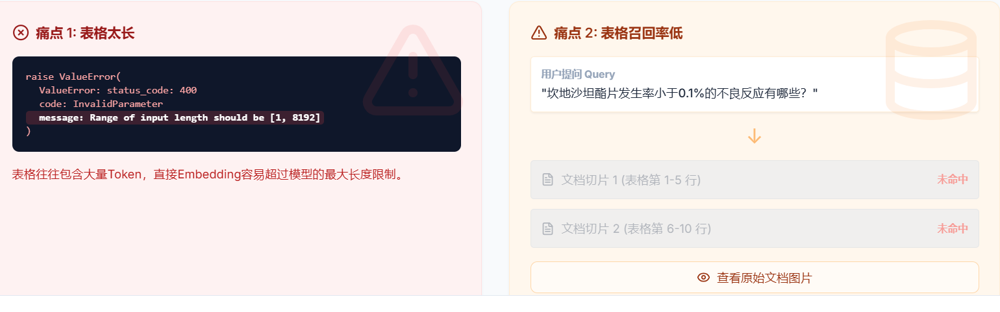 痛点 1: 表格太长
raise ValueError(
ValueError: status_code: 400
code: InvalidParameter
message: Range of input length should be [1, 8192]
)
表格往往包含大量Token，直接Embedding容易超过模型的最大长度限制。
痛点 2: 表格召回率低
用户提问 Query
"坎地沙坦酯片发生率小于0.1%的不良反应有哪些？"
文档切片 1 (表格第 1-5 行)
未命中
文档切片 2 (表格第 6-10 行)
未命中
查看原始文档图片